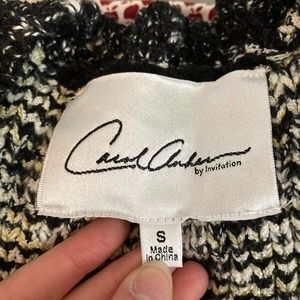 Carol Anderson
by Invitation
S
Made
in China